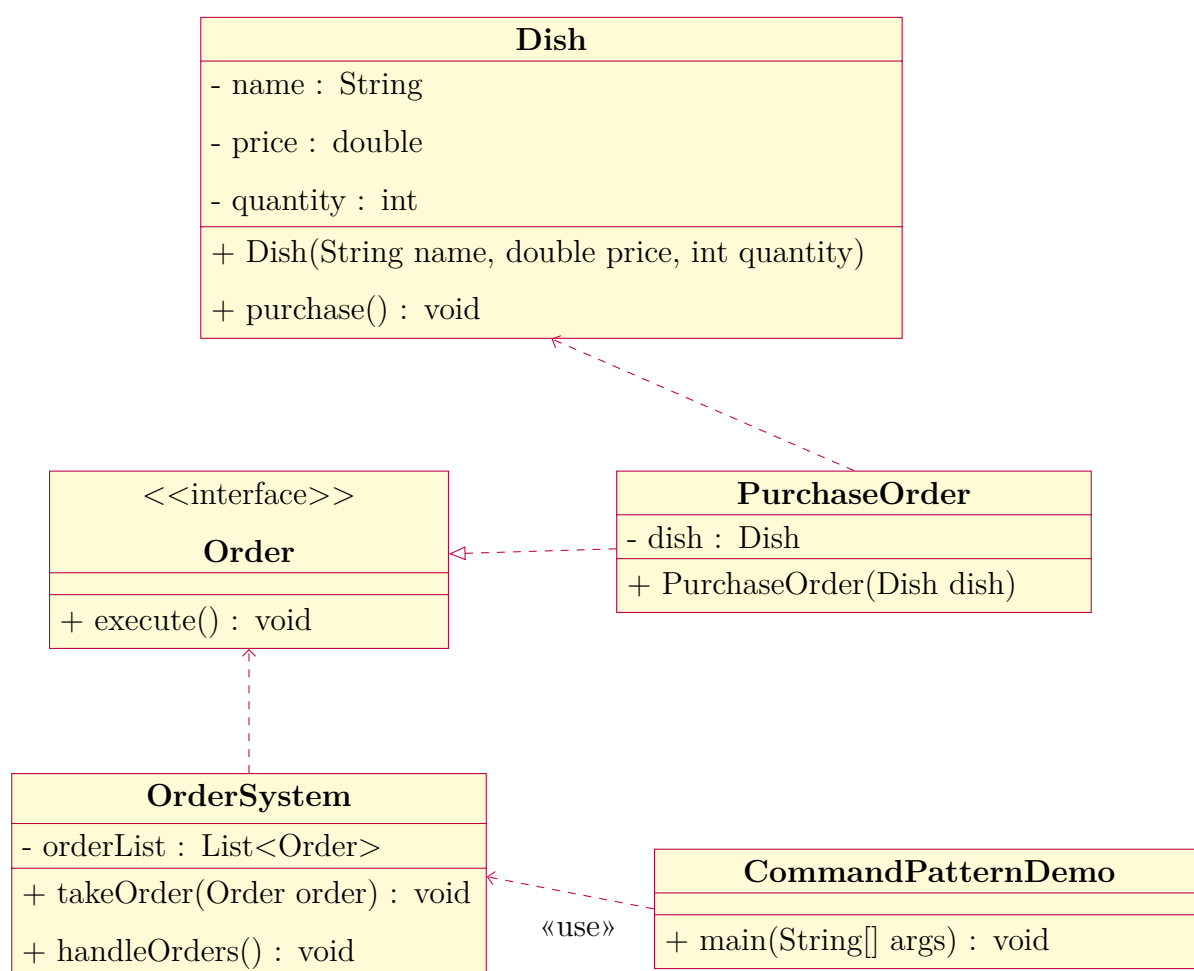 Dish
- name : String
- price : double
- quantity : int
+ Dish(String name, double price, int quantity)
+ purchase() : void
<<interface>>
Order
+ execute() : void
PurchaseOrder
- dish : Dish
+ PurchaseOrder(Dish dish)
OrderSystem
- orderList : List<Order>
+ takeOrder(Order order) : void
+ handleOrders() : void
«use»
CommandPatternDemo
+ main(String[] args) : void